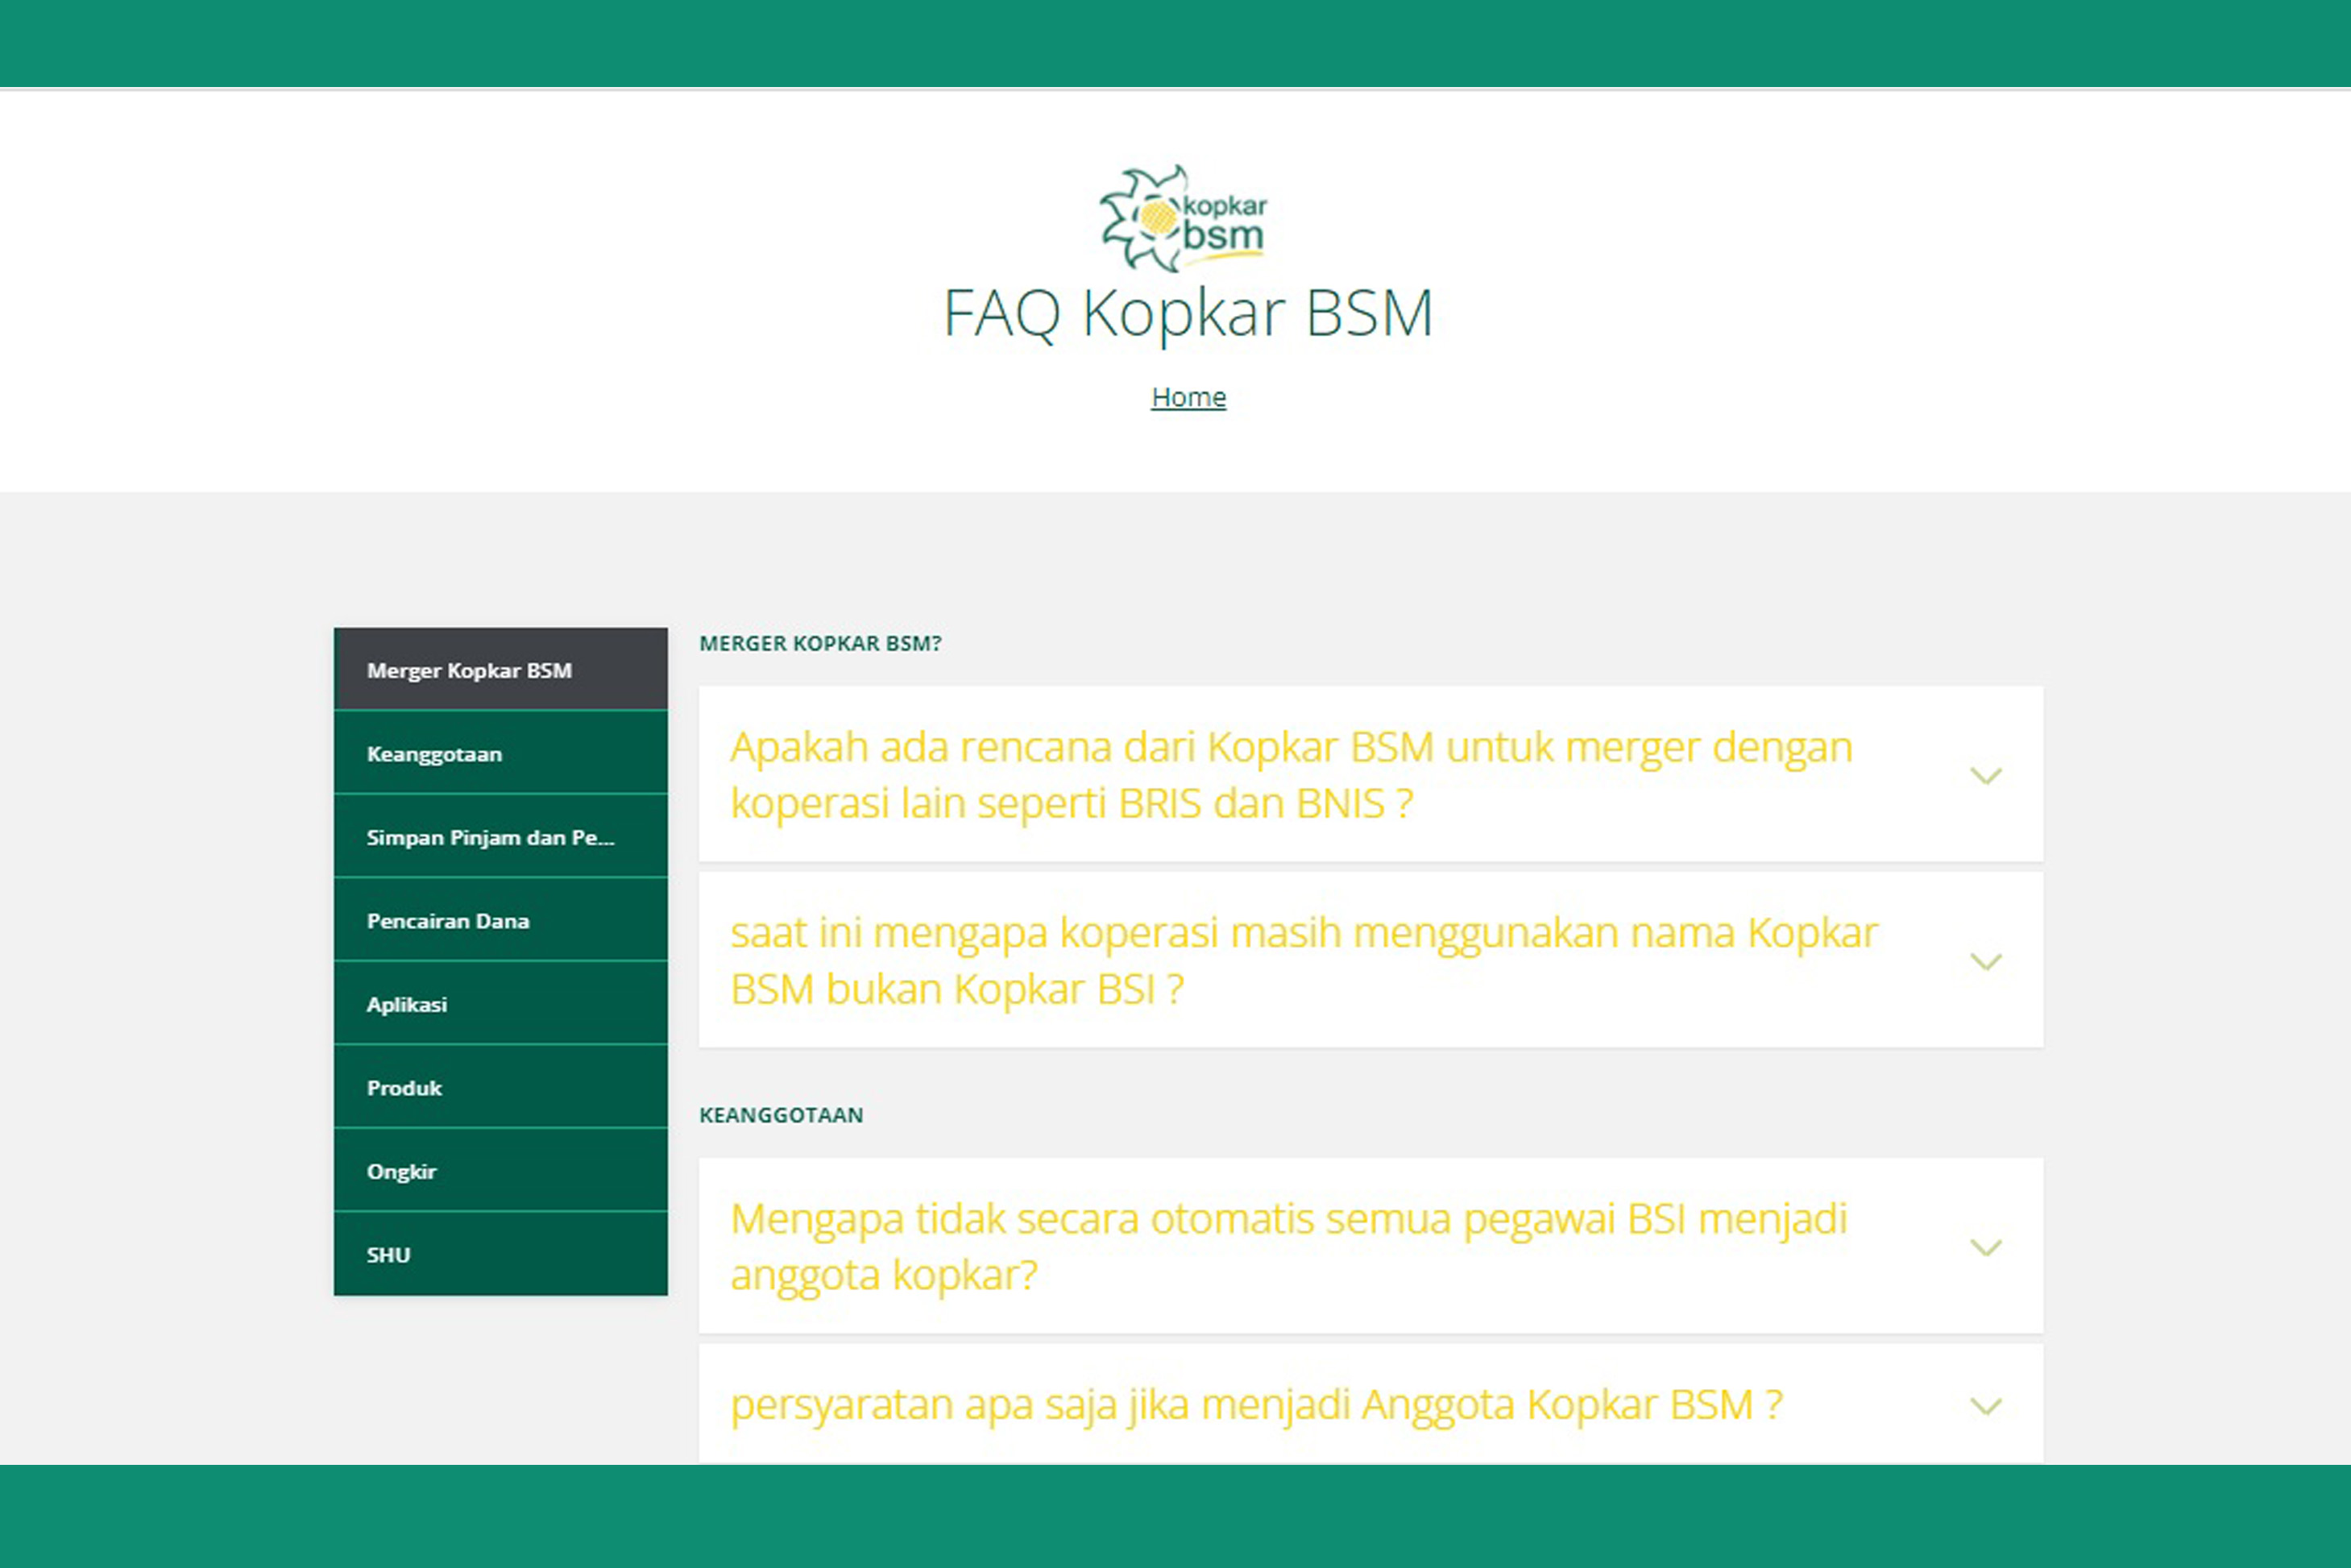 kopkar
bsm
FAQ Kopkar BSM
Home
Merger Kopkar BSM
Keanggotaan
Simpan Pinjam dan Pe...
Pencairan Dana
Aplikasi
Produk
Ongkir
SHU
MERGER KOPKAR BSM?
Apakah ada rencana dari Kopkar BSM untuk merger dengan
koperasi lain seperti BRIS dan BNIS ?
saat ini mengapa koperasi masih menggunakan nama Kopkar
BSM bukan Kopkar BSI ?
KEANGGOTAAN
Mengapa tidak secara otomatis semua pegawai BSI menjadi
anggota kopkar?
persyaratan apa saja jika menjadi Anggota Kopkar BSM ?